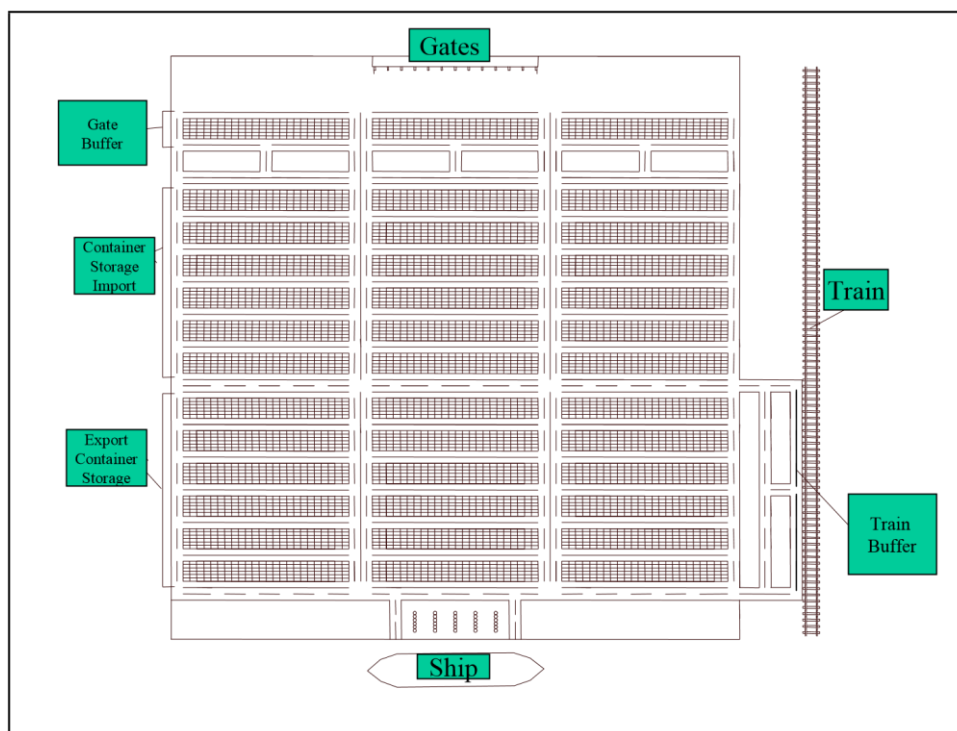 Gates
Gate
Buffer
Container
Storage
Import
Train
Export
Container
Storage
Train
Buffer
Ship